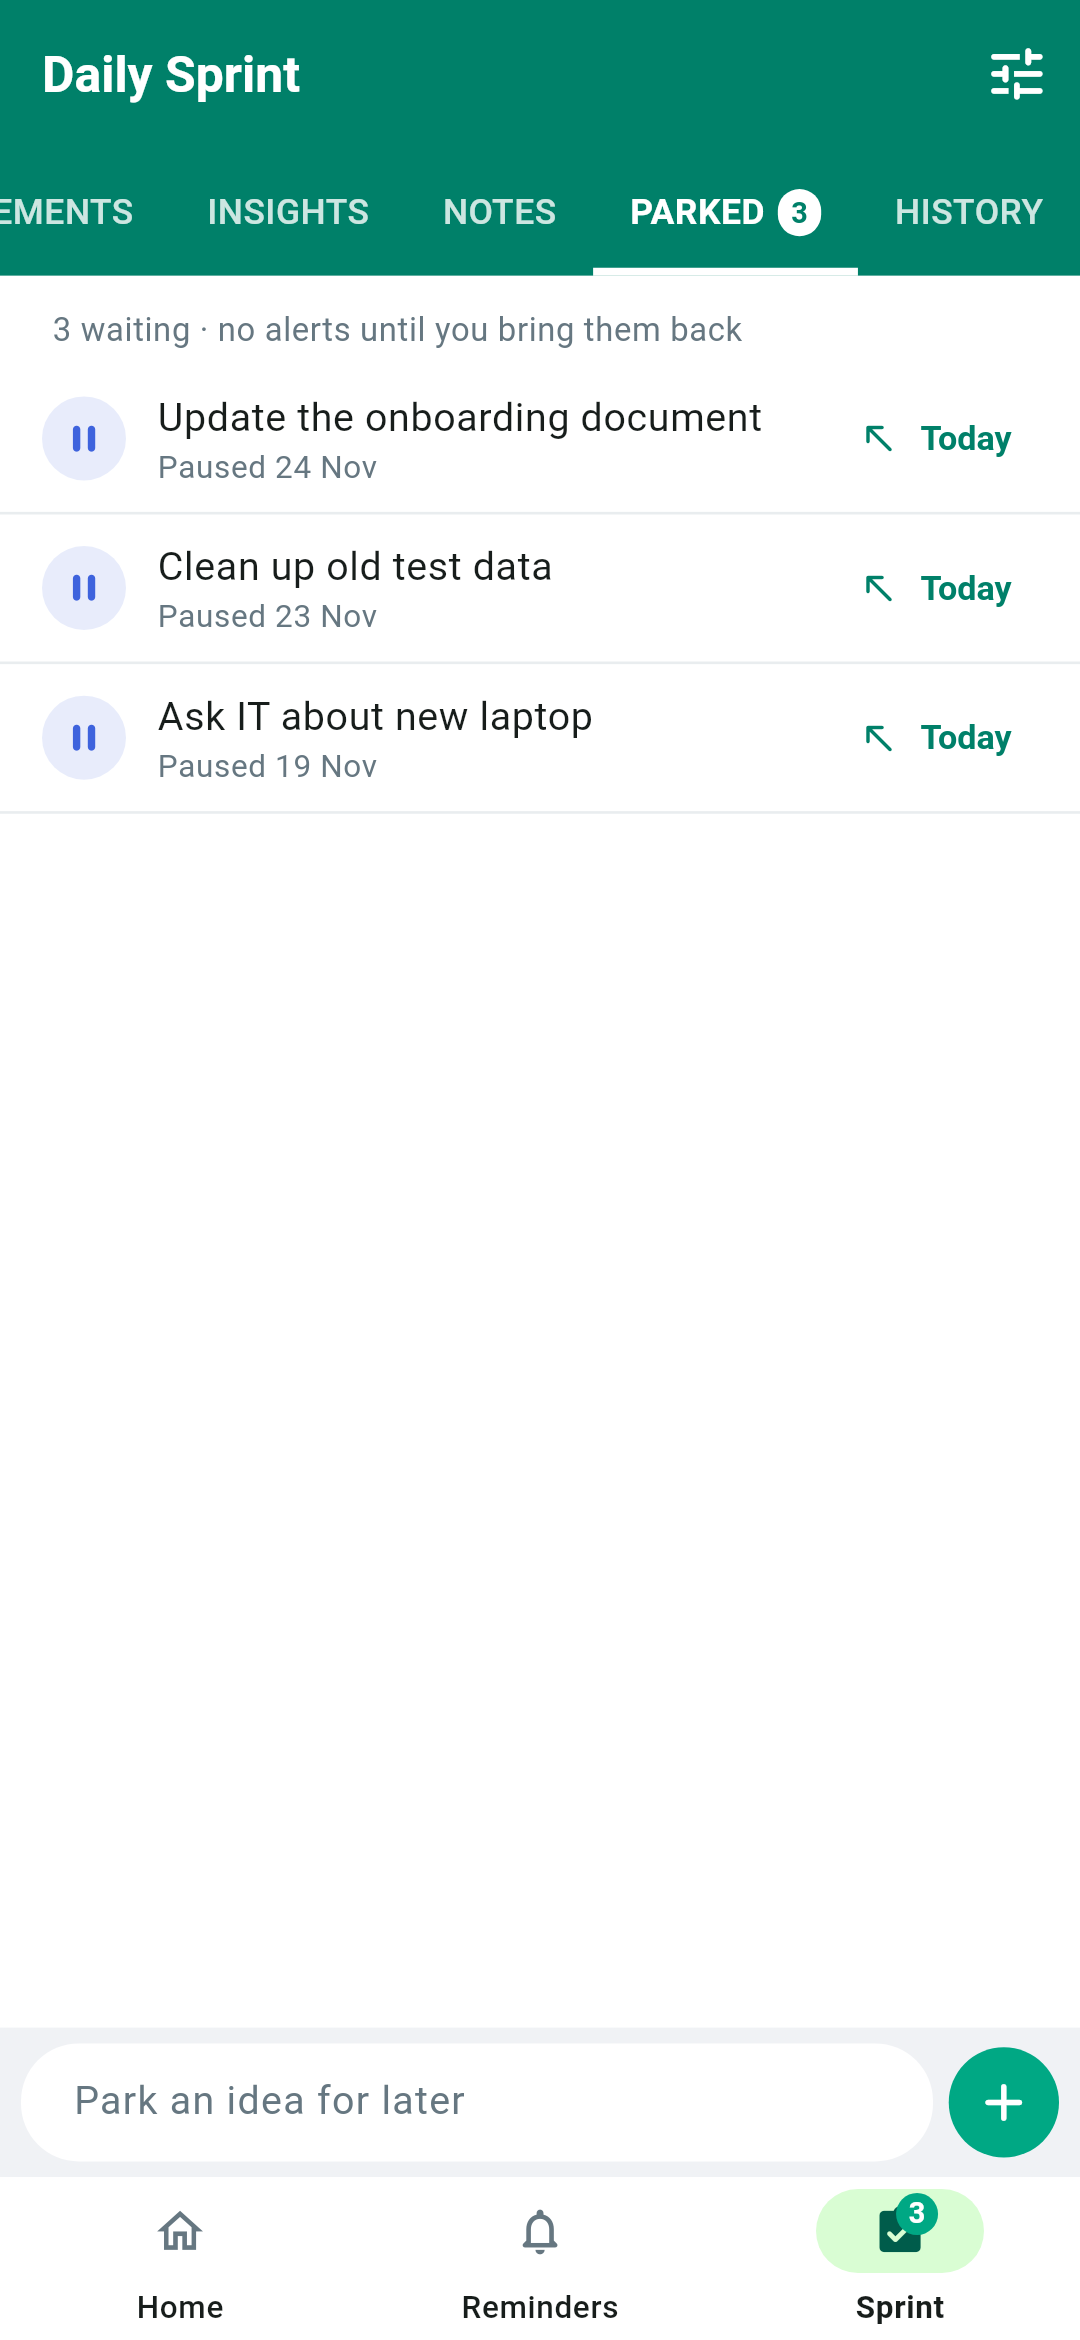 Daily Sprint
EMENTS INSIGHTS NOTES PARKED 3 HISTORY
3 waiting · no alerts until you bring them back
Update the onboarding document
Paused 24 Nov
Today
Clean up old test data
Paused 23 Nov
Today
Ask IT about new laptop
Paused 19 Nov
Today
Park an idea for later
3
Home Reminders Sprint